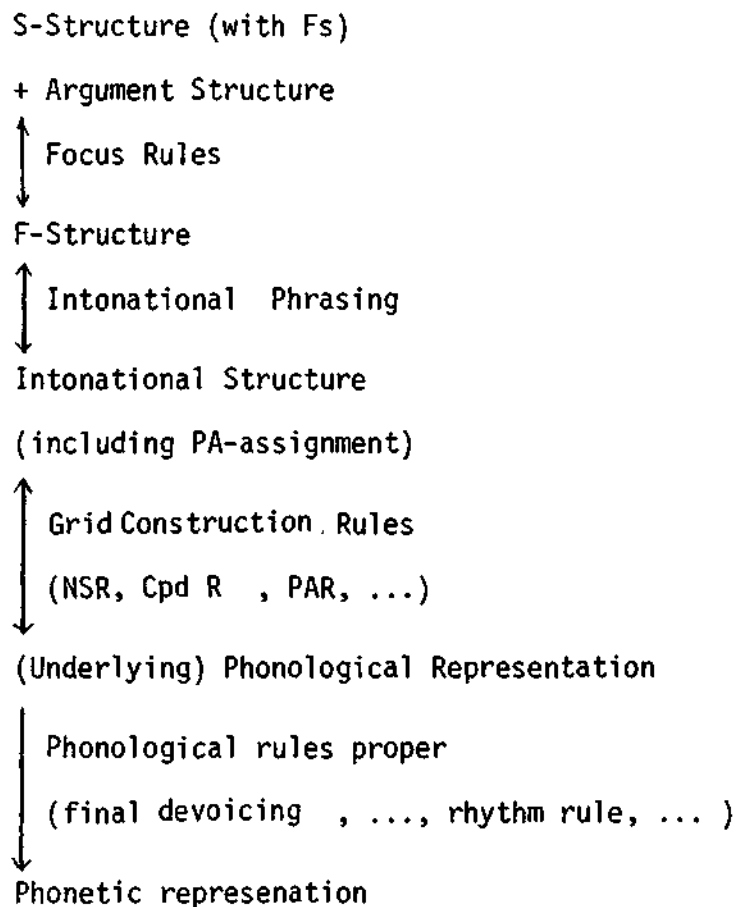 S-Structure (with Fs)
+ Argument Structure
Focus Rules
F-Structure
Intonational Phrasing
Intonational Structure
(including PA-assignment)
Grid Construction. Rules
(NSR, Cpd R , PAR, ...)
(Underlying) Phonological Representation
Phonological rules proper
(final devoicing , ..., rhythm rule, ... )
Phonetic represenation